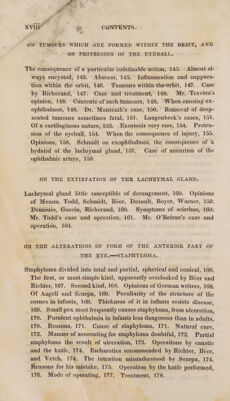 xviii CONTENTS.
ON TUMOURS WHICH ARE FORMED WITHIN THE ORBIT, AND
ON PROTRUSION OF THE EYEBALL.
The consequence of a particular indefinable action, 145. Almost al-
ways encysted, 145. Abscess, 145. Inflammation and suppura-
tion within the orbit, 146. Tumours within the orbit, 147. Case
by Richerand, 147. Case and treatment, 148. Mr. Travers's
opinion, 148. Contents of such tumours, 148. When causing ex-
ophthalmos, 148. Dr. Monteath's case, 150. Removal of deep-
seated tumours sometimes fatal, 151. Langenbeck's cases, 151.
Of a cartilaginous nature, 152. Exostosis very rare, 154. Protru-
sion of the eyeball, 154. When the consequence of injury, 155.
Opinions, 156. Schmidt on exophthalmos, the consequence of a
hydatid of the lachrymal gland, 157. Case of aneurism of the
ophthalmic artery, 158.
ON THE EXTIRPATION OF THE LACHRYMAL GLAND.
Lachrymal gland little susceptible of derangement, 169. Opinions
of Messrs. Todd, Schmidt, Beer, Demault, Boyer, Warner, 159.
Demours, Guerin, Richerand, 160. Symptoms of scirrhus, 160.
Mr. Todd's case and operation, 161. Mr. O'Beirne's case and
operation, 164.
ON THE ALTERATIONS OF FORM OF THE ANTERIOR PART OF
THE EYE.—STAPHYLOMA.
Staphyloma divided into total and partial, spherical and conical, 166.
The first, or most simple kind, apparently overlooked by Beer and
Richter, 167. Second kind, 168. Opinions of German writers, 168.
Of Angeli and Scarpa, 169. Peculiarity of the structure of the
cornea in infants, 169. Thickness of it in infants resists disease,
169. Small pox most frequently causes staphyloma, from ulceration,
170. Purulent ophthalmia in infants less dangerous than in adults,
170. Reasons, 171. Cause of staphyloma, 171. Natural cure,
172. Manner of accounting for staphyloma doubtful, 172. Partial
staphyloma the result of ulceration, 173. Operations by caustic
and the knife, 174. Reclaration recommended by Richter, Beer,
and Vetch, 174. The intention misunderstood by Scarpa, 174.
Reasons for his mistake, 175. Operation by the knife performed,
176. Mode of operating, 177. Treatment, 178.